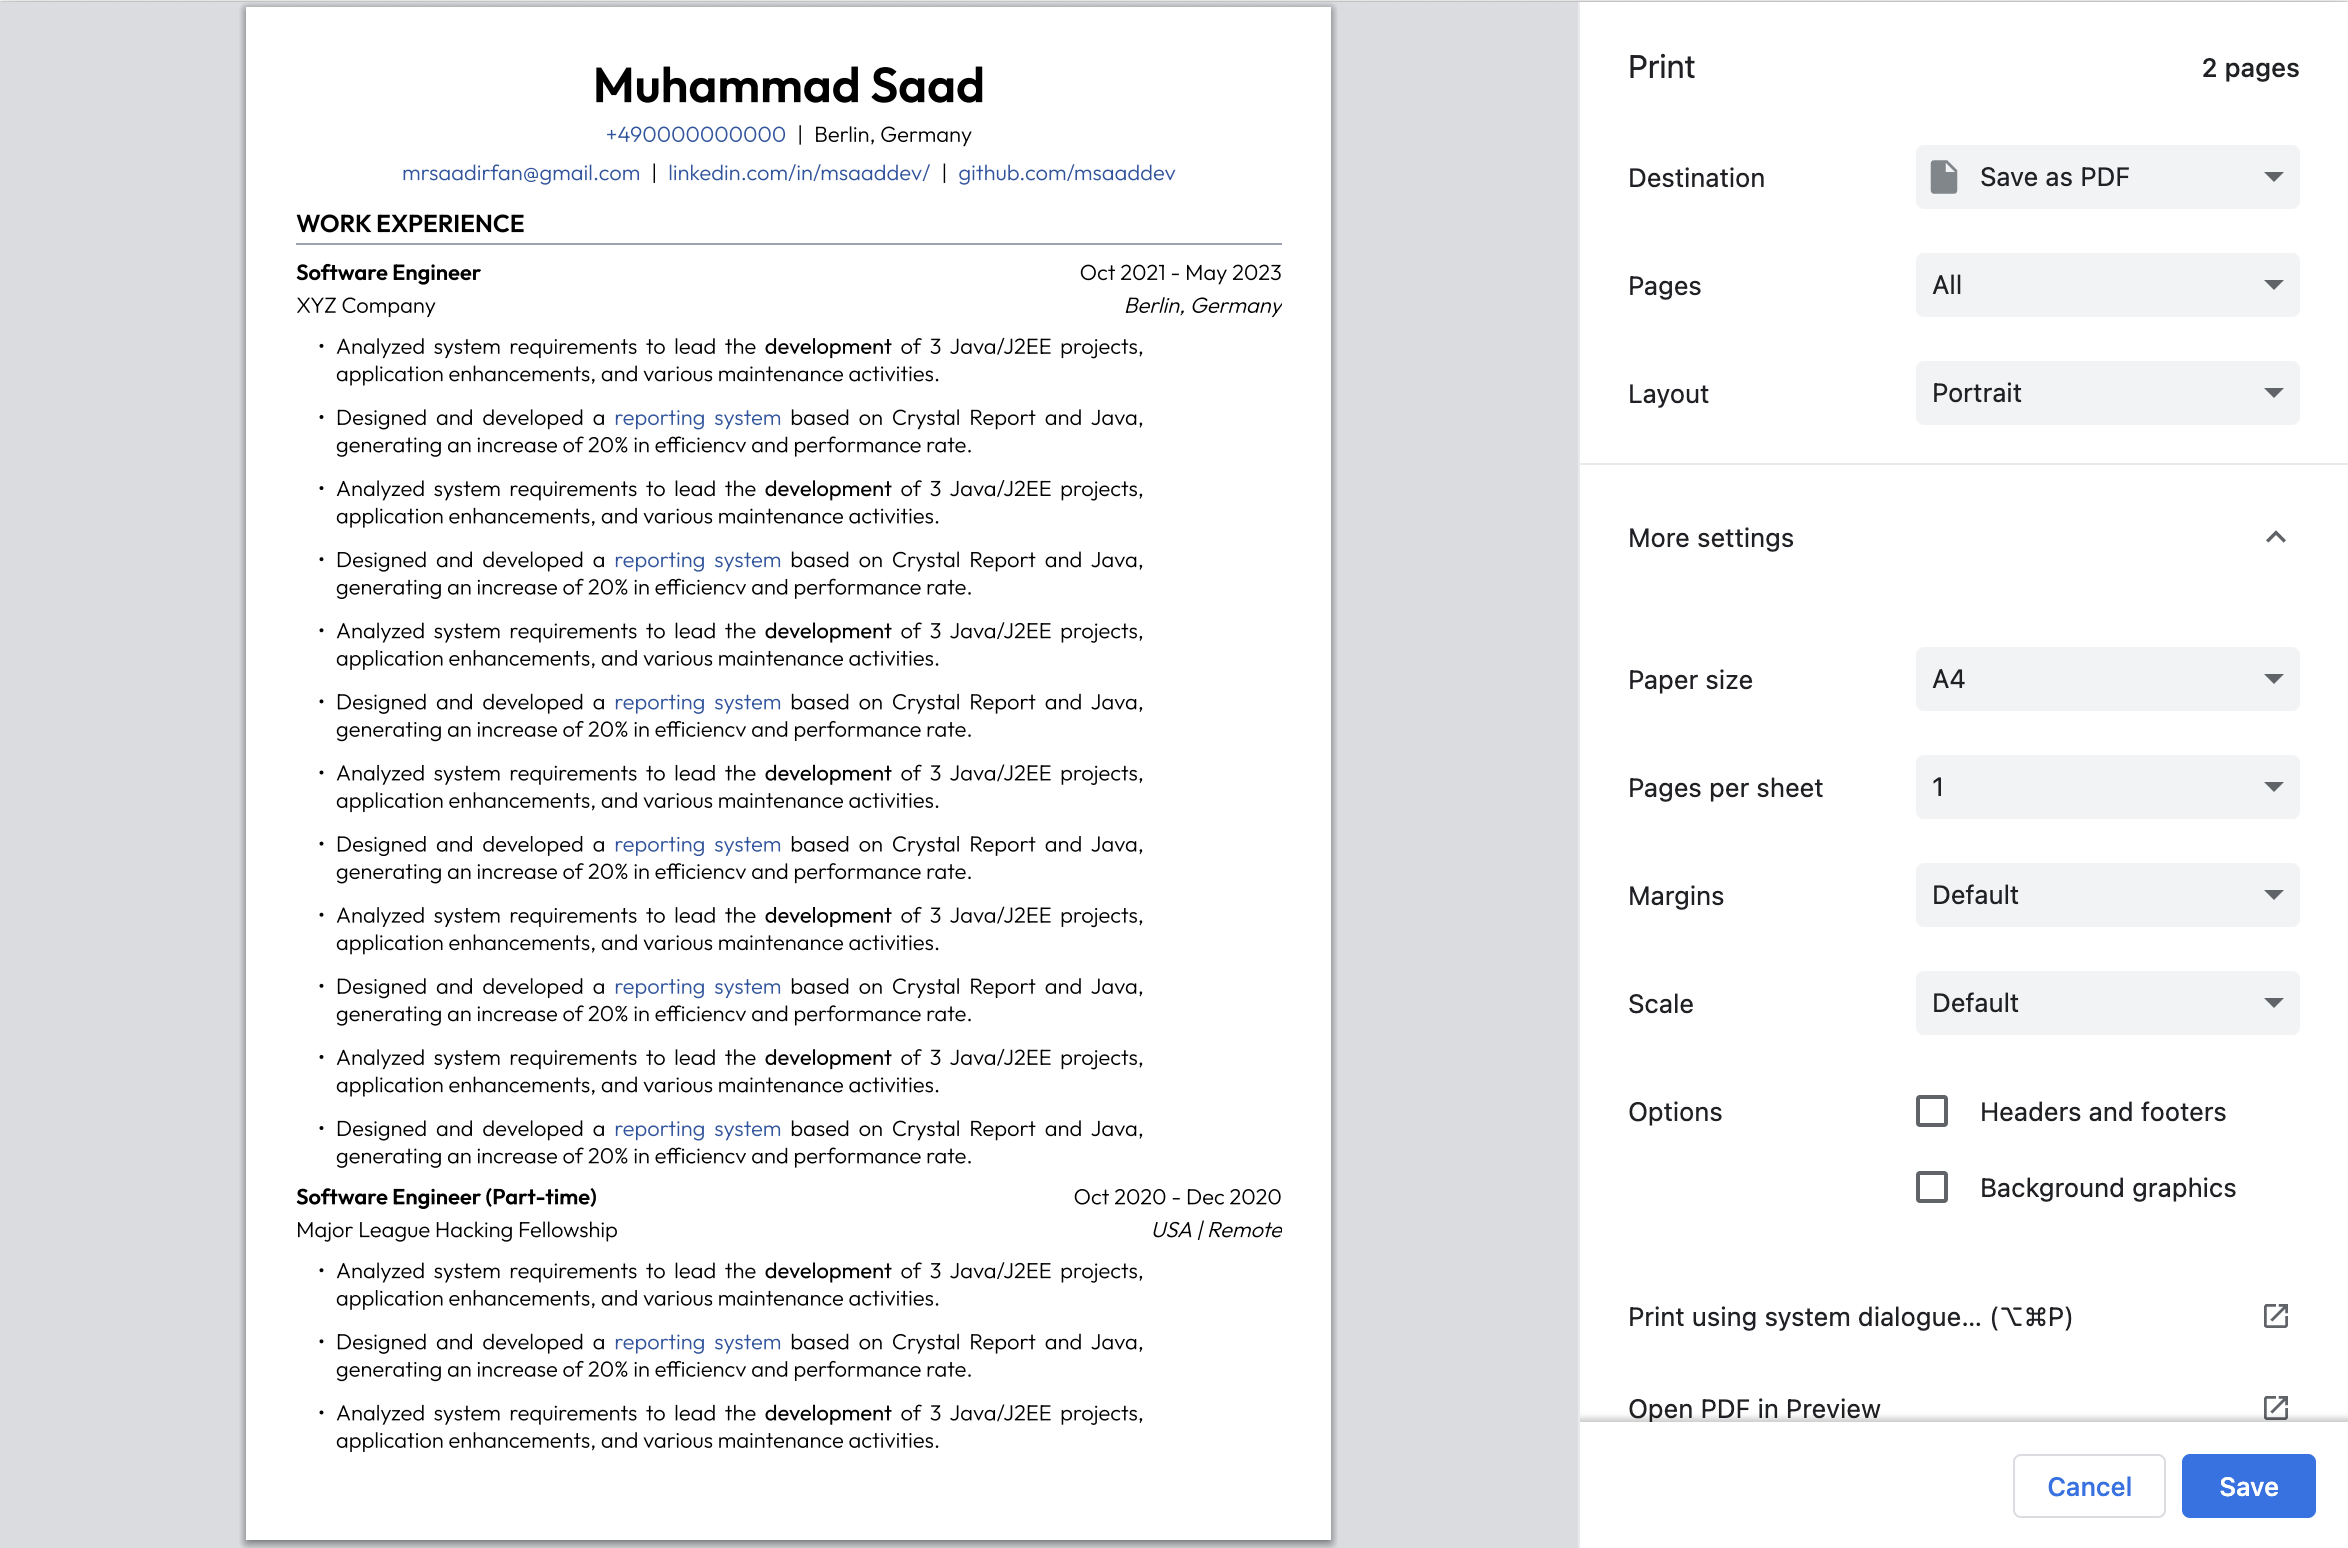 Muhammad Saad
+490000000000 | Berlin, Germany
mrsaadirfan@gmail.com | linkedin.com/in/msaaddev/ | github.com/msaaddev
WORK EXPERIENCE
Software Engineer Oct 2021 - May 2023
XYZ Company Berlin, Germany
• Analyzed system requirements to lead the development of 3 Java/J2EE projects,
application enhancements, and various maintenance activities.
• Designed and developed a reporting system based on Crystal Report and Java,
generating an increase of 20% in efficiency and performance rate.
• Analyzed system requirements to lead the development of 3 Java/J2EE projects,
application enhancements, and various maintenance activities.
• Designed and developed a reporting system based on Crystal Report and Java,
generating an increase of 20% in efficiency and performance rate.
• Analyzed system requirements to lead the development of 3 Java/J2EE projects,
application enhancements, and various maintenance activities.
• Designed and developed a reporting system based on Crystal Report and Java,
generating an increase of 20% in efficiency and performance rate.
• Analyzed system requirements to lead the development of 3 Java/J2EE projects,
application enhancements, and various maintenance activities.
• Designed and developed a reporting system based on Crystal Report and Java,
generating an increase of 20% in efficiency and performance rate.
• Analyzed system requirements to lead the development of 3 Java/J2EE projects,
application enhancements, and various maintenance activities.
• Designed and developed a reporting system based on Crystal Report and Java,
generating an increase of 20% in efficiency and performance rate.
• Analyzed system requirements to lead the development of 3 Java/J2EE projects,
application enhancements, and various maintenance activities.
• Designed and developed a reporting system based on Crystal Report and Java,
generating an increase of 20% in efficiency and performance rate.
Software Engineer (Part-time) Oct 2020 - Dec 2020
Major League Hacking Fellowship USA | Remote
• Analyzed system requirements to lead the development of 3 Java/J2EE projects,
application enhancements, and various maintenance activities.
• Designed and developed a reporting system based on Crystal Report and Java,
generating an increase of 20% in efficiency and performance rate.
• Analyzed system requirements to lead the development of 3 Java/J2EE projects,
application enhancements, and various maintenance activities.
Print 2 pages
Destination Save as PDF
Pages All
Layout Portrait
More settings
Paper size A4
Pages per sheet 1
Margins Default
Scale Default
Options Headers and footers
Background graphics
Print using system dialogue... (⌥⌘P)
Open PDF in Preview
Cancel Save